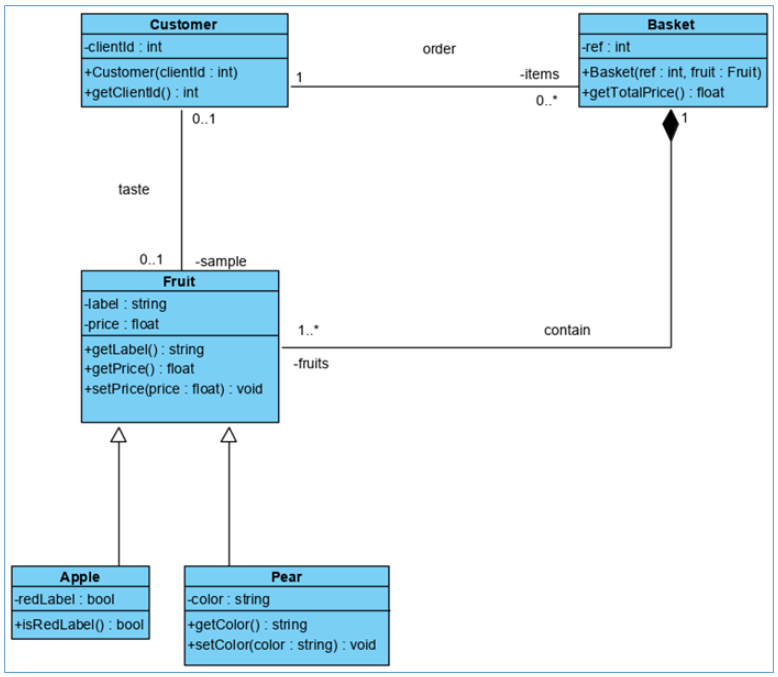 Customer
-clientId : int
+Customer(clientId : int)
+getClientId() : int
order
1
-items
0..*
Basket
-ref : int
+Basket(ref : int, fruit : Fruit)
+getTotalPrice() : float
1
0..1
taste
0..1
-sample
Fruit
-label : string
-price : float
+getLabel() : string
+getPrice() : float
+setPrice(price : float) : void
1..*
contain
-fruits
Apple
-redLabel : bool
+isRedLabel() : bool
Pear
-color : string
+getColor() : string
+setColor(color : string) : void